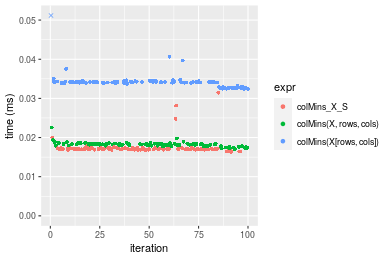 0.05
0.04
0.03
0.02
0.01
0.00
time (ms)
0
25
50
75
100
iteration
expr
colMins_X_S
colMins(X, rows, cols)
colMins(X[rows, cols])